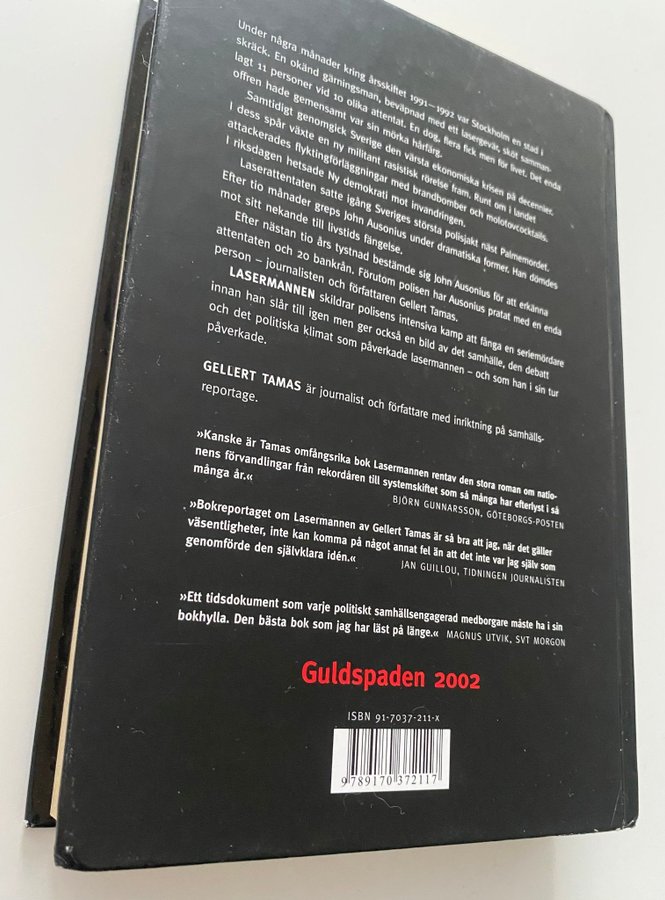 Under några månader kring årsskiftet 1991–1992 var Stockholm en stad i
skräck. En okänd gärningsman, beväpnad med ett lasergevär, sköt samman-
lagt 11 personer vid 10 olika attentat. En dog, flera fick men för livet. Det enda
offren hade gemensamt var sin mörka hårfärg.
Samtidigt genomgick Sverige den värsta ekonomiska krisen på decennier.
I dess spår växte en ny militant rasistisk rörelse fram. Runt om i landet
attackerades flyktingförläggningar med brandbomber och molotovcocktails.
I riksdagen hetsade Ny demokrati mot invandringen.
Laserattentaten satte igång Sveriges största polisjakt näst Palmemordet.
Efter tio månader greps John Ausonius under dramatiska former. Han dömdes
mot sitt nekande till livstids fängelse.
Efter nästan tio års tystnad bestämde sig John Ausonius för att erkänna
attentaten och 20 bankrån. Förutom polisen har Ausonius pratat med en enda
person – journalisten och författaren Gellert Tamas.
LASERMANNEN skildrar polisens intensiva kamp att fånga en seriemördare
innan han slår till igen men ger också en bild av det samhälle, den debatt
och det politiska klimat som påverkade lasermannen – och som han i sin tur
påverkade.
GELLERT TAMAS är journalist och författare med inriktning på samhälls-
reportage.
»Kanske är Tamas omfångsrika bok Lasermannen rentav den stora roman om natio-
nens förvandlingar från rekordåren till systemskiftet som så många har efterlyst i så
många år.«
BJÖRN GUNNARSSON, GÖTEBORGS-POSTEN
»Bokreportaget om Lasermannen av Gellert Tamas är så bra att jag, när det gäller
väsentligheter, inte kan komma på något annat fel än att det inte var jag själv som
genomförde den självklara idén.«
JAN GUILLOU, TIDNINGEN JOURNALISTEN
»Ett tidsdokument som varje politiskt samhällsengagerad medborgare måste ha i sin
bokhylla. Den bästa bok som jag har läst på länge.« MAGNUS UTVIK, SVT MORGON
Guldspaden 2002
ISBN 91-7037-211-X
9 789170 372117